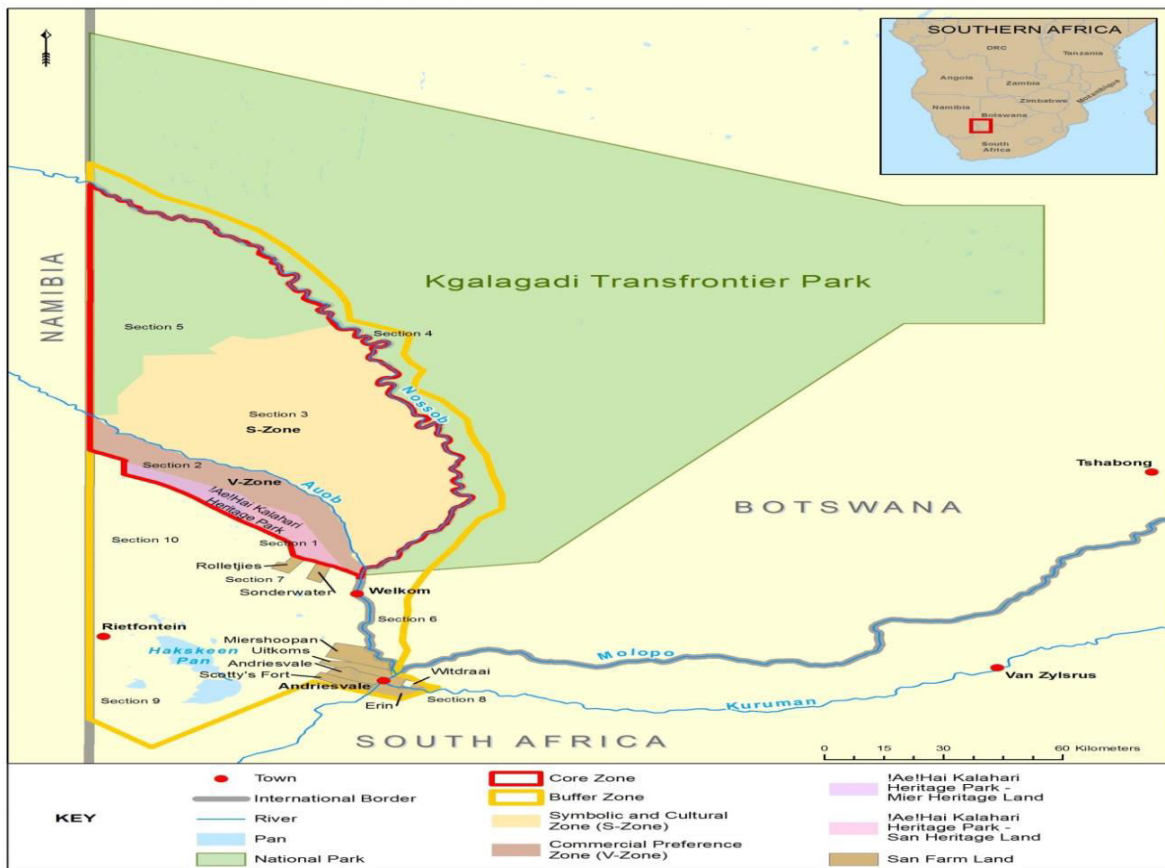 SOUTHERN AFRICA
DRC
Tanzania
Angola
Zambia
Mozambique
Zimbabwe
Namibia
Botswana
South
Africa
NAMIBIA
Kgalagadi Transfrontier Park
Section 5
Section 4
Nossob
Section 3
S-Zone
Section 2
V-Zone
Auob
!Ae!Hai Kalahari
Heritage Park
Tshabong
BOTSWANA
Section 10
Section 1
Rolletjies
Section 7
Sonderwater
Welkom
Section 6
Rietfontein
Miershoopan
Hakskeen
Pan
Uitkoms
Andriesvale
Scotty's Fort
Andriesvale
Witdraai
Molopo
Van Zylsrus
Section 9
Erin
Section 8
Kuruman
SOUTH AFRICA
0 15 30 60 Kilometers
KEY
Town
International Border
River
Pan
National Park
Core Zone
Buffer Zone
Symbolic and Cultural
Zone (S-Zone)
Commercial Preference
Zone (V-Zone)
!Ae!Hai Kalahari
Heritage Park -
Mier Heritage Land
!Ae!Hai Kalahari
Heritage Park -
San Heritage Land
San Farm Land